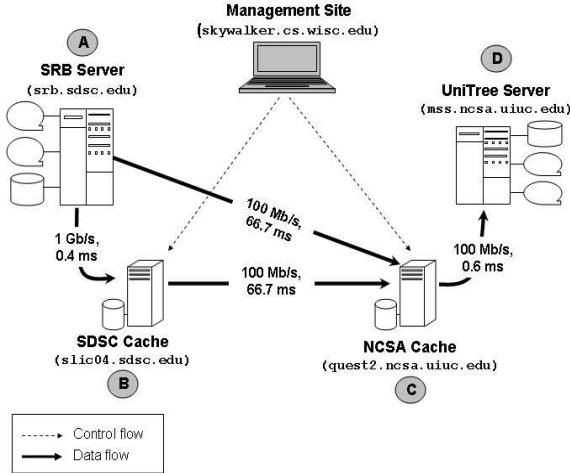 Management Site
(skywalker.cs.wisc.edu)
A
SRB Server
(srb.sdsc.edu)
D
UniTree Server
(mss.ncsa.uiuc.edu)
100 Mb/s,
66.7 ms
1 Gb/s,
0.4 ms
100 Mb/s,
66.7 ms
100 Mb/s,
0.6 ms
SDSC Cache
(slic04.sdsc.edu)
B
NCSA Cache
(quest2.ncsa.uiuc.edu)
C
Control flow
Data flow